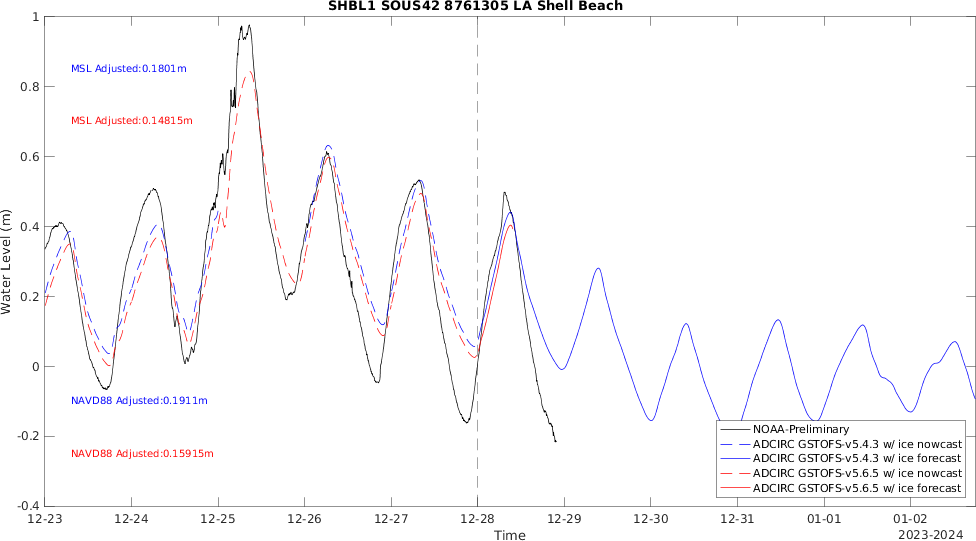 SHBL1 SOUS42 8761305 LA Shell Beach
1
0.8
0.6
0.4
0.2
0
-0.2
-0.4
Water Level (m)
MSL Adjusted:0.1801m
MSL Adjusted:0.14815m
NAVD88 Adjusted:0.1911m
NAVD88 Adjusted:0.15915m
NOAA-Preliminary
ADCIRC GSTOFS-v5.4.3 w/ ice nowcast
ADCIRC GSTOFS-v5.4.3 w/ ice forecast
ADCIRC GSTOFS-v5.6.5 w/ ice nowcast
ADCIRC GSTOFS-v5.6.5 w/ ice forecast
12-23 12-24 12-25 12-26 12-27 12-28 12-29 12-30 12-31 01-01 01-02
Time
2023-2024